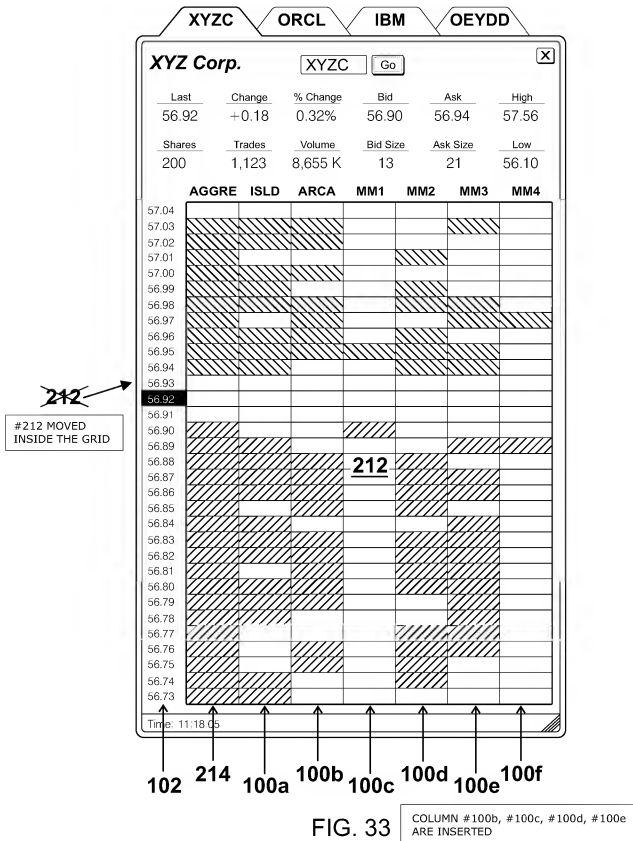 XYZC ORCL IBM OEYDD
X
XYZ Corp. XYZC Go
Last Change % Change Bid Ask High
56.92 +0.18 0.32% 56.90 56.94 57.56
Shares Trades Volume Bid Size Ask Size Low
200 1,123 8,655 K 13 21 56.10
AGGRE ISLD ARCA MM1 MM2 MM3 MM4
57.04
57.03
57.02
57.01
57.00
56.99
56.98
56.97
56.96
56.95
56.94
56.93
212
56.92
#212 MOVED
INSIDE THE GRID
56.91
56.90
56.89
56.88
212
56.87
56.86
56.85
56.84
56.83
56.82
56.81
56.80
56.79
56.78
56.77
56.76
56.75
56.74
56.73
Time: 11:18 05
102 214 100a 100b 100c 100d 100e 100f
FIG. 33
COLUMN #100b, #100c, #100d, #100e
ARE INSERTED